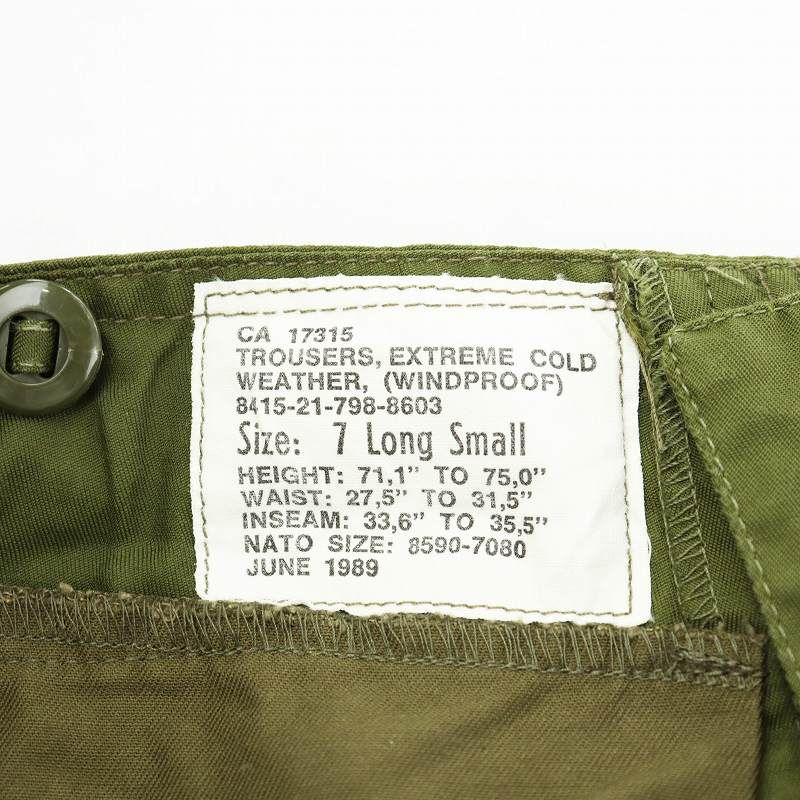 CA 17315
TROUSERS, EXTREME COLD
WEATHER, (WINDPROOF)
8415-21-798-8603
Size: 7 Long Small
HEIGHT: 71,1" TO 75,0"
WAIST: 27,5" TO 31,5"
INSEAM: 33,6" TO 35,5"
NATO SIZE: 8590-7080
JUNE 1989